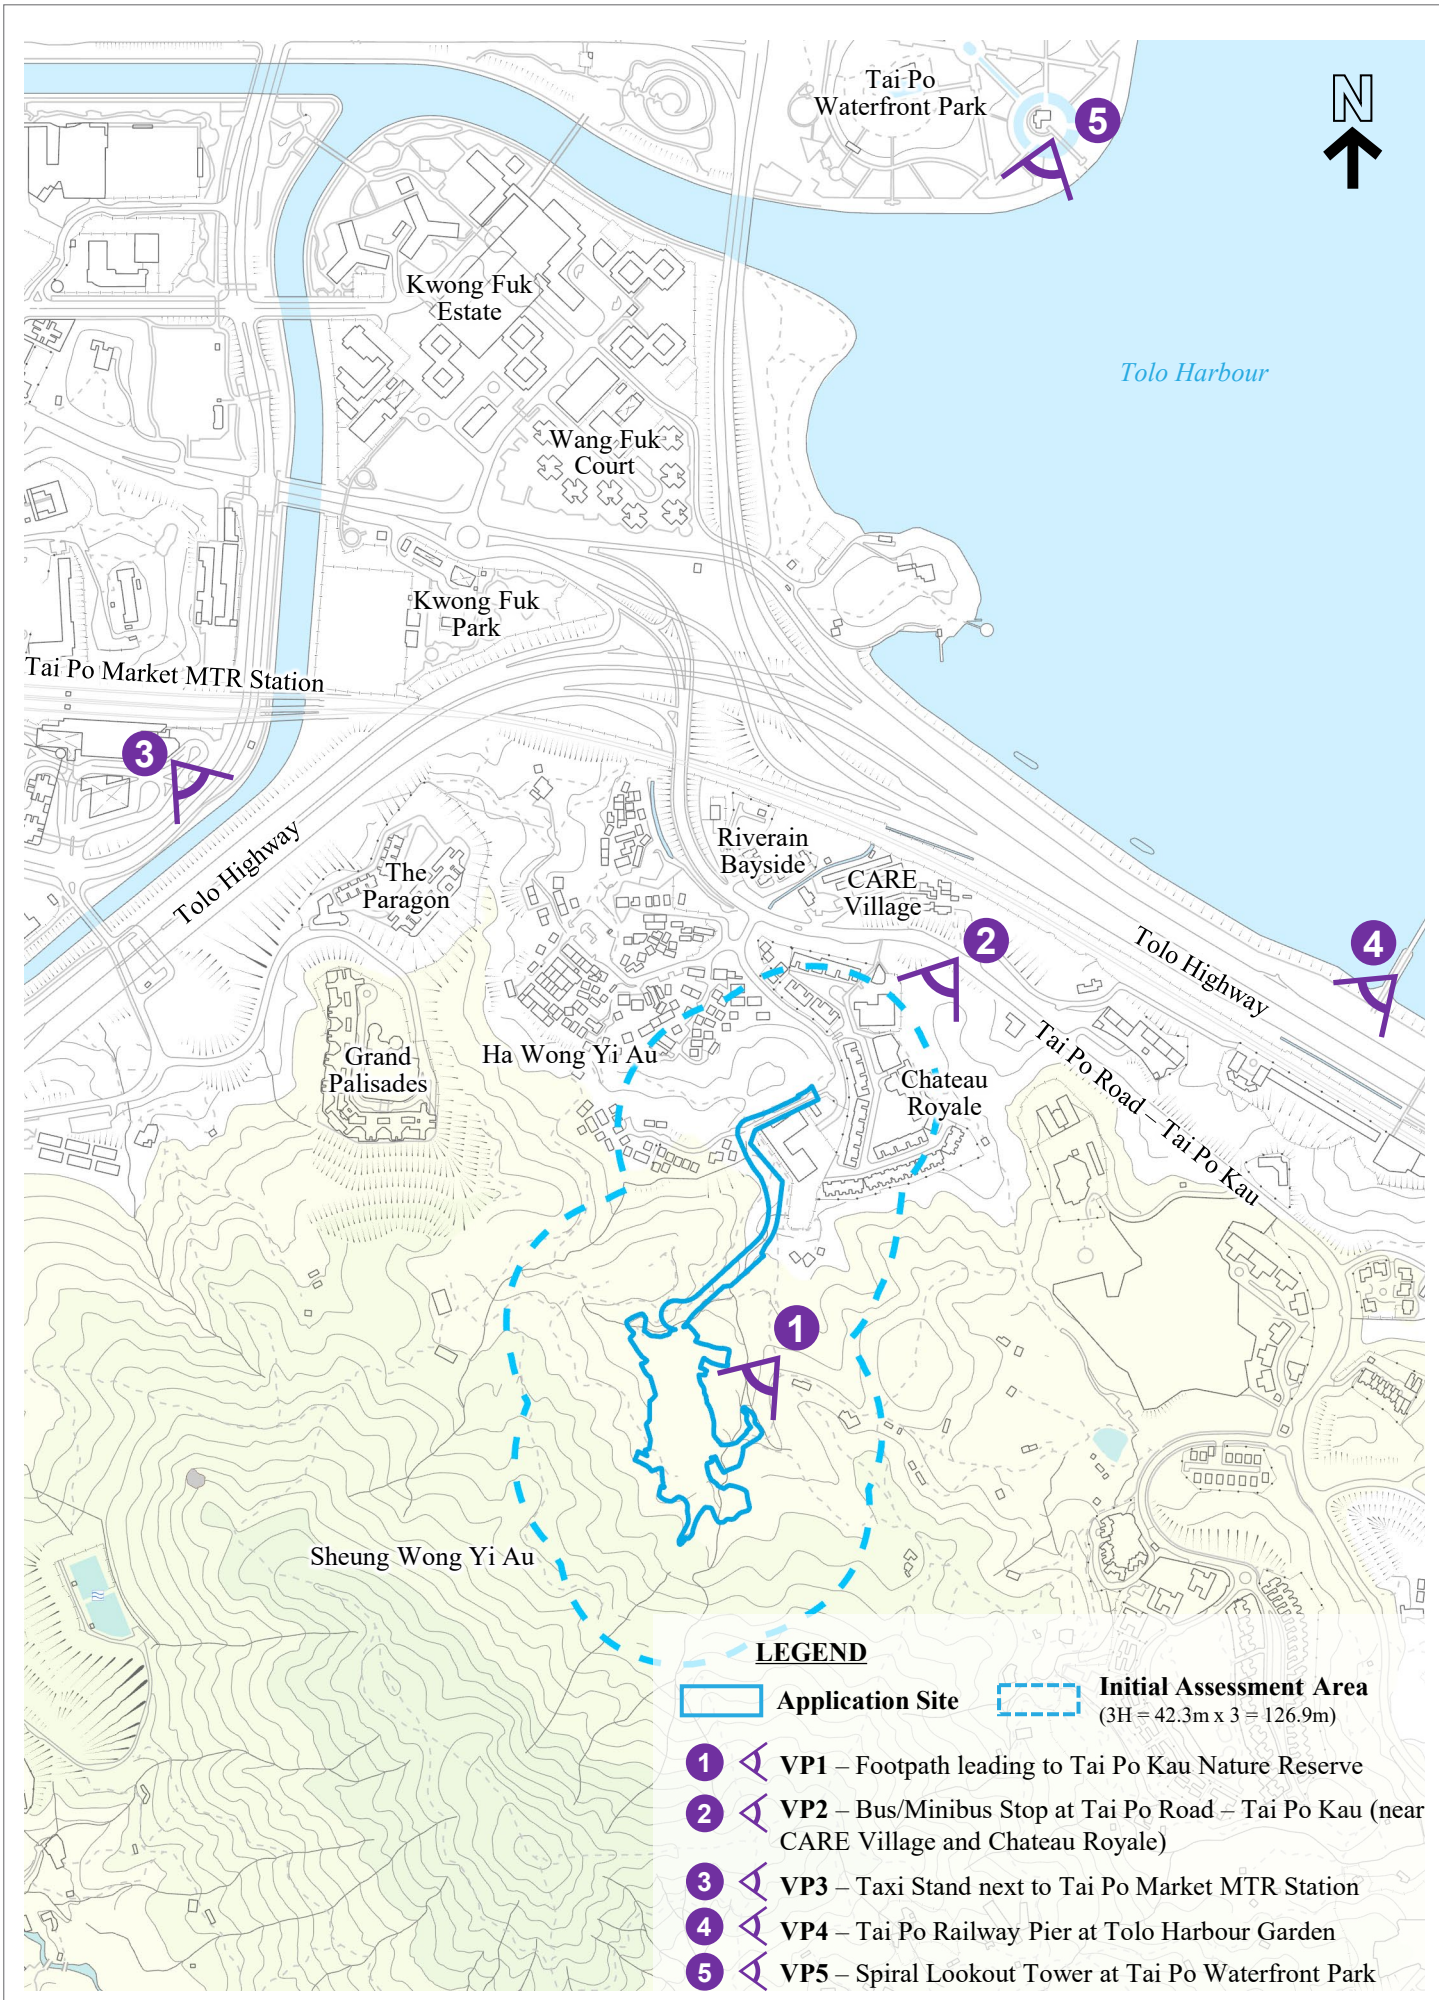 Tai Po
Waterfront Park
N
5
Kwong Fuk
Estate
Tolo Harbour
Wang Fuk
Court
Kwong Fuk
Park
Tai Po Market MTR Station
3
Tolo Highway
The
Paragon
Riverain
Bayside
CARE
Village
2
4
Tolo Highway
Grand
Palisades
Ha Wong Yi Au
Chateau
Royale
Tai Po Road – Tai Po Kau
1
Sheung Wong Yi Au
LEGEND
Application Site
Initial Assessment Area
(3H = 42.3m x 3 = 126.9m)
1 VP1 – Footpath leading to Tai Po Kau Nature Reserve
2 VP2 – Bus/Minibus Stop at Tai Po Road – Tai Po Kau (near
CARE Village and Chateau Royale)
3 VP3 – Taxi Stand next to Tai Po Market MTR Station
4 VP4 – Tai Po Railway Pier at Tolo Harbour Garden
5 VP5 – Spiral Lookout Tower at Tai Po Waterfront Park